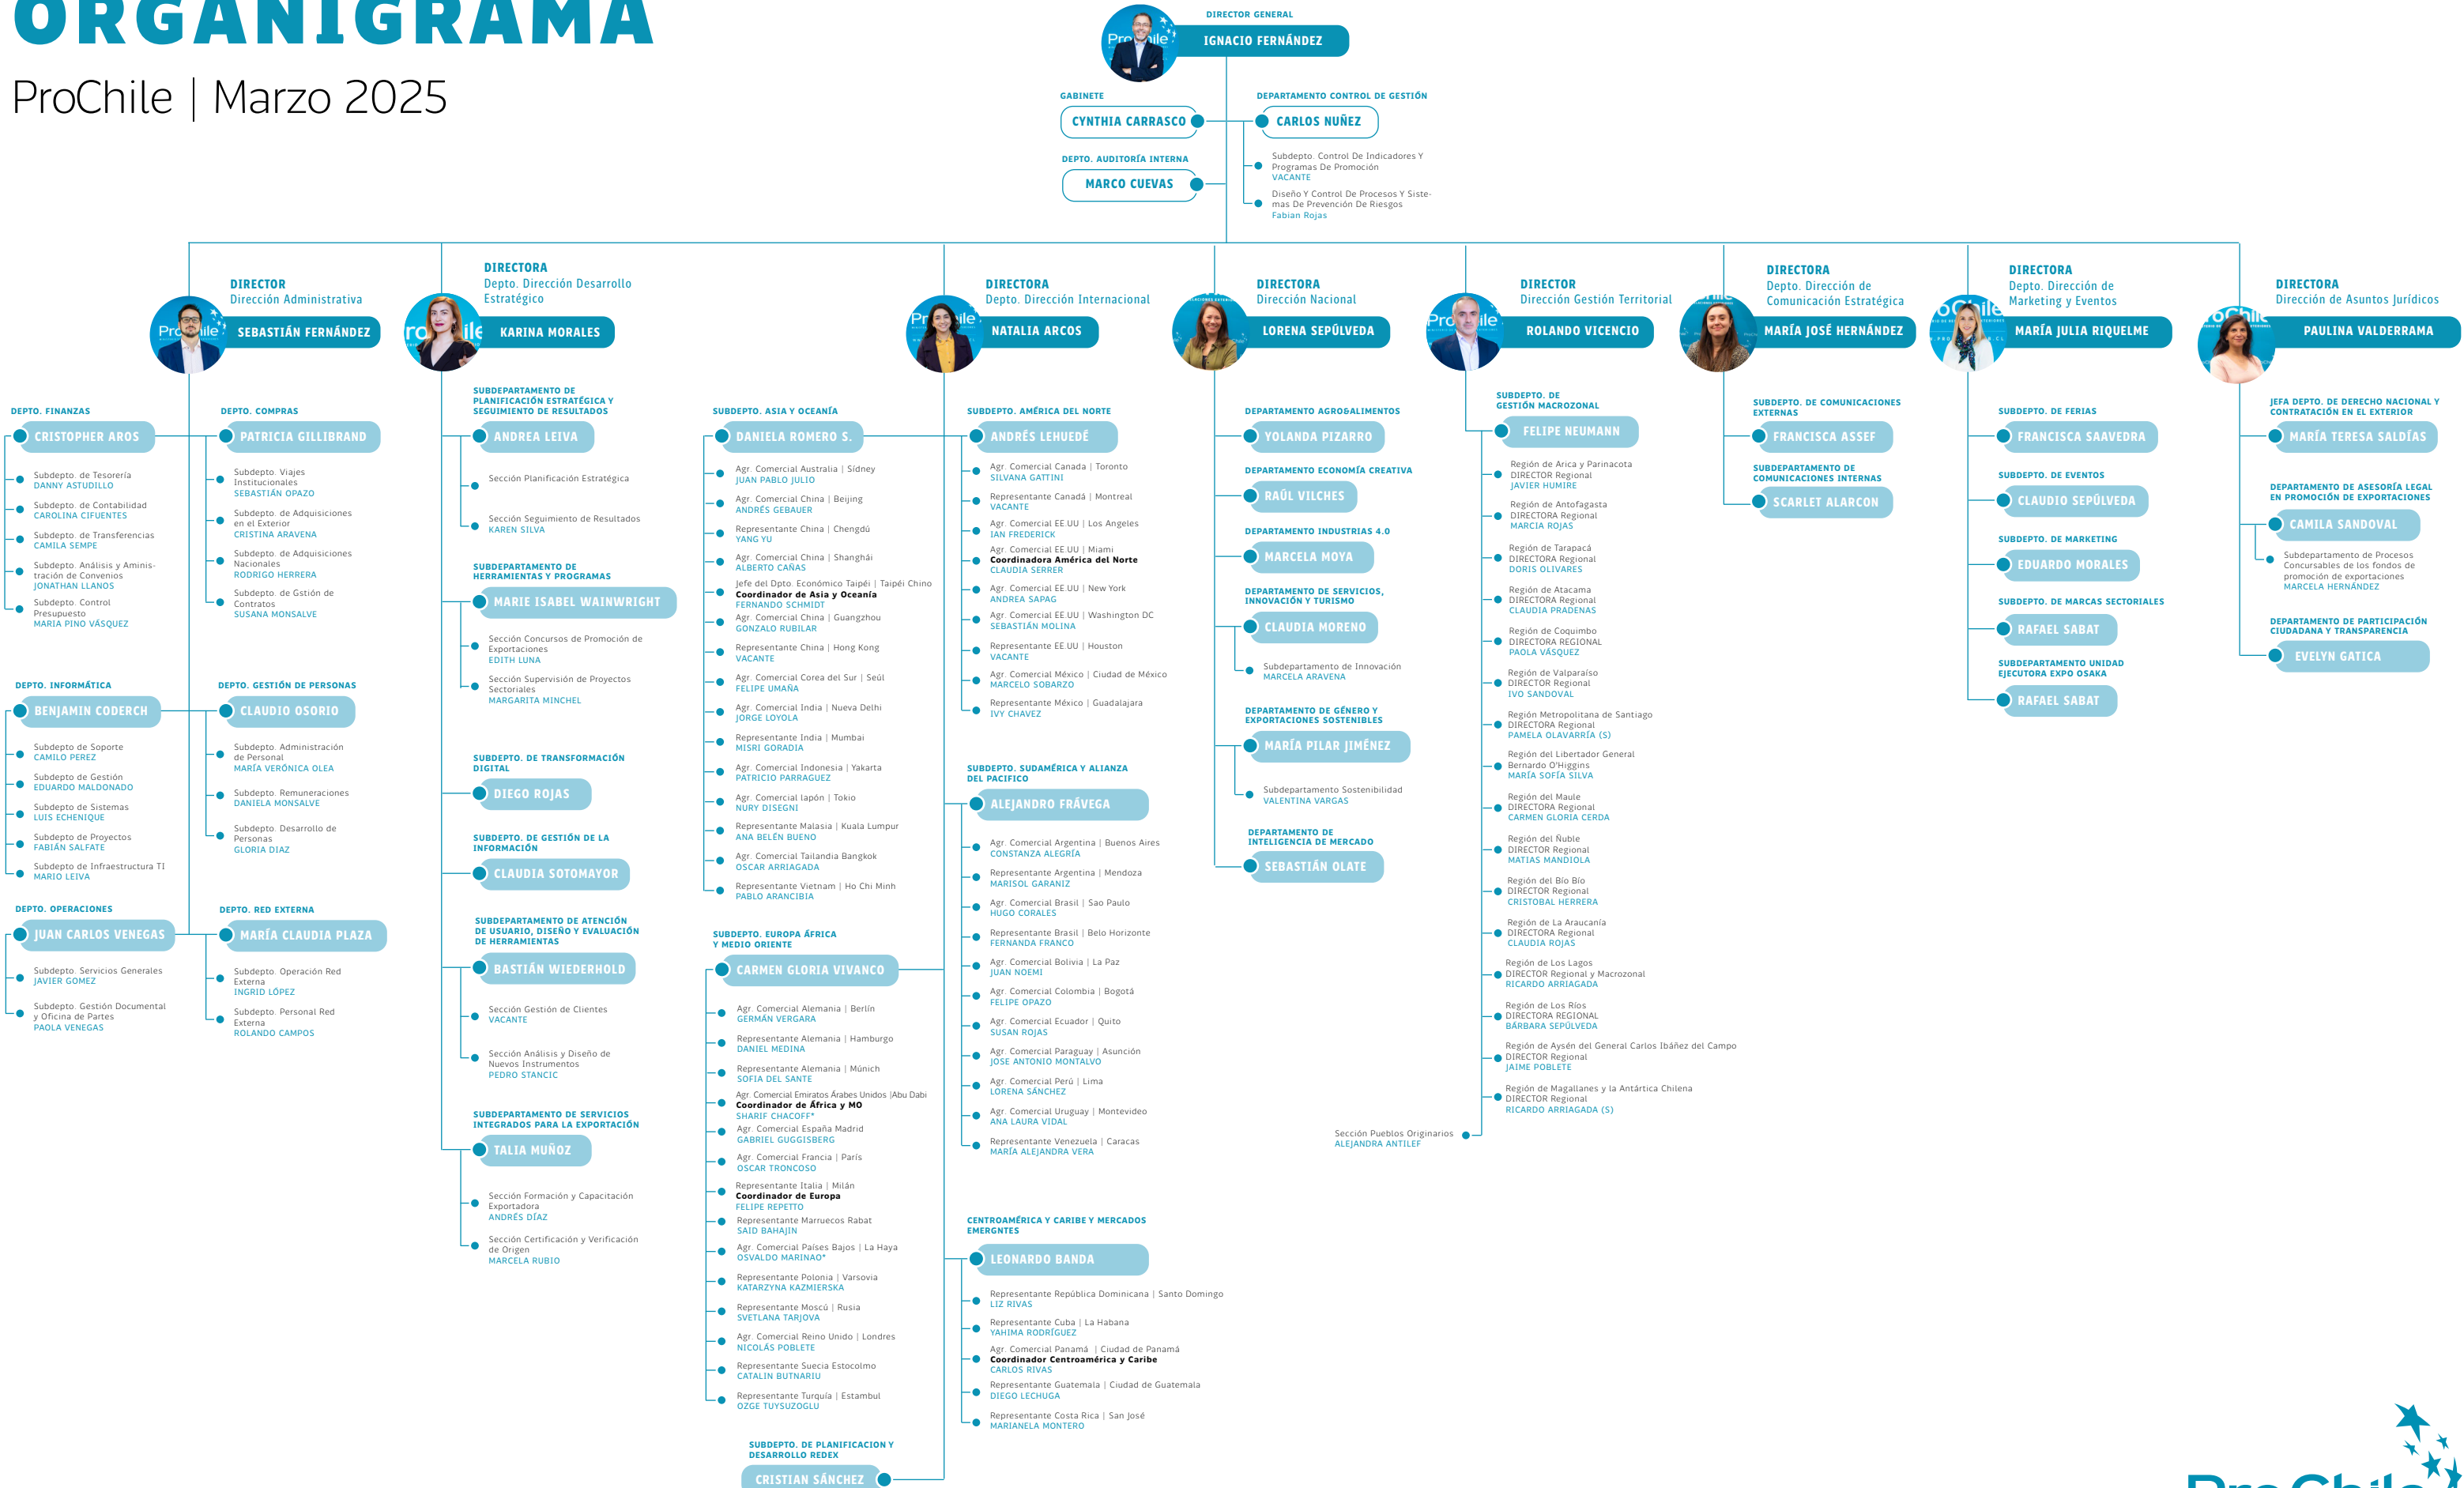 ORGANIGRAMA
ProChile | Marzo 2025
DIRECTOR GENERAL
IGNACIO FERNÁNDEZ
GABINETE
CYNTHIA CARRASCO
DEPARTAMENTO CONTROL DE GESTIÓN
CARLOS NUÑEZ
DEPTO. AUDITORÍA INTERNA
MARCO CUEVAS
Subdepto. Control De Indicadores Y
Programas De Promoción
VACANTE
Diseño Y Control De Procesos Y Siste-
mas De Prevención De Riesgos
Fabian Rojas
DIRECTOR
Dirección Administrativa
SEBASTIÁN FERNÁNDEZ
DEPTO. FINANZAS
CRISTOPHER AROS
Subdepto. de Tesorería
DANNY ASTUDILLO
Subdepto. de Contabilidad
CAROLINA CIFUENTES
Subdepto. de Transferencias
CAMILA SEMPE
Subdepto. Análisis y Aminis-
tración de Convenios
JONATHAN LLANOS
Subdepto. Control
Presupuesto
MARIA PINO VÁSQUEZ
DEPTO. COMPRAS
PATRICIA GILLIBRAND
Subdepto. Viajes
Institucionales
SEBASTIÁN OPAZO
Subdepto. de Adquisiciones
en el Exterior
CRISTINA ARAVENA
Subdepto. de Adquisiciones
Nacionales
RODRIGO HERRERA
Subdepto. de Gstión de
Contratos
SUSANA MONSALVE
DEPTO. INFORMÁTICA
BENJAMIN CODERCH
Subdepto de Soporte
CAMILO PEREZ
Subdepto de Gestión
EDUARDO MALDONADO
Subdepto de Sistemas
LUIS ECHENIQUE
Subdepto de Proyectos
FABIÁN SALFATE
Subdepto de Infraestructura TI
MARIO LEIVA
DEPTO. GESTIÓN DE PERSONAS
CLAUDIO OSORIO
Subdepto. Administración
de Personal
MARÍA VERÓNICA OLEA
Subdepto. Remuneraciones
DANIELA MONSALVE
Subdepto. Desarrollo de
Personas
GLORIA DIAZ
DEPTO. OPERACIONES
JUAN CARLOS VENEGAS
Subdepto. Servicios Generales
JAVIER GOMEZ
Subdepto. Gestión Documental
y Oficina de Partes
PAOLA VENEGAS
DEPTO. RED EXTERNA
MARÍA CLAUDIA PLAZA
Subdepto. Operación Red
Externa
INGRID LÓPEZ
Subdepto. Personal Red
Externa
ROLANDO CAMPOS
DIRECTORA
Depto. Dirección Desarrollo
Estratégico
KARINA MORALES
SUBDEPARTAMENTO DE
PLANIFICACIÓN ESTRATÉGICA Y
SEGUIMIENTO DE RESULTADOS
ANDREA LEIVA
Sección Planificación Estratégica
Sección Seguimiento de Resultados
KAREN SILVA
SUBDEPARTAMENTO DE
HERRAMIENTAS Y PROGRAMAS
MARIE ISABEL WAINWRIGHT
Sección Concursos de Promoción de
Exportaciones
EDITH LUNA
Sección Supervisión de Proyectos
Sectoriales
MARGARITA MINCHEL
SUBDEPTO. DE TRANSFORMACIÓN
DIGITAL
DIEGO ROJAS
SUBDEPTO. DE GESTIÓN DE LA
INFORMACIÓN
CLAUDIA SOTOMAYOR
SUBDEPARTAMENTO DE ATENCIÓN
DE USUARIO, DISEÑO Y EVALUACIÓN
DE HERRAMIENTAS
BASTIÁN WIEDERHOLD
Sección Gestión de Clientes
VACANTE
Sección Análisis y Diseño de
Nuevos Instrumentos
PEDRO STANCIC
SUBDEPARTAMENTO DE SERVICIOS
INTEGRADOS PARA LA EXPORTACIÓN
TALIA MUÑOZ
Sección Formación y Capacitación
Exportadora
ANDRÉS DÍAZ
Sección Certificación y Verificación
de Origen
MARCELA RUBIO
DIRECTORA
Depto. Dirección Internacional
NATALIA ARCOS
SUBDEPTO. ASIA Y OCEANÍA
DANIELA ROMERO S.
Agr. Comercial Australia | Sídney
JUAN PABLO JULIO
Agr. Comercial China | Beijing
ANDRÉS GEBAUER
Representante China | Chengdú
YANG YU
Agr. Comercial China | Shanghái
ALBERTO CAÑAS
Jefe del Dpto. Económico Taipéi | Taipéi Chino
Coordinador de Asia y Oceanía
FERNANDO SCHMIDT
Agr. Comercial China | Guangzhou
GONZALO RUBILAR
Representante China | Hong Kong
VACANTE
Agr. Comercial Corea del Sur | Seúl
FELIPE UMAÑA
Agr. Comercial India | Nueva Delhi
JORGE LOYOLA
Representante India | Mumbai
MISRI GORADIA
Agr. Comercial Indonesia | Yakarta
PATRICIO PARRAGUEZ
Agr. Comercial Iapón | Tokio
NURY DISEGNI
Representante Malasia | Kuala Lumpur
ANA BELÉN BUENO
Agr. Comercial Tailandia Bangkok
OSCAR ARRIAGADA
Representante Vietnam | Ho Chi Minh
PABLO ARANCIBIA
SUBDEPTO. EUROPA ÁFRICA
Y MEDIO ORIENTE
CARMEN GLORIA VIVANCO
Agr. Comercial Alemania | Berlín
GERMÁN VERGARA
Representante Alemania | Hamburgo
DANIEL MEDINA
Representante Alemania | Múnich
SOFIA DEL SANTE
Agr. Comercial Emiratos Árabes Unidos |Abu Dabi
Coordinador de África y MO
SHARIF CHACOFF*
Agr. Comercial España Madrid
GABRIEL GUGGISBERG
Agr. Comercial Francia | París
OSCAR TRONCOSO
Representante Italia | Milán
Coordinador de Europa
FELIPE REPETTO
Representante Marruecos Rabat
SAID BAHAJIN
Agr. Comercial Países Bajos | La Haya
OSVALDO MARINAO*
Representante Polonia | Varsovia
KATARZYNA KAZMIERSKA
Representante Moscú | Rusia
SVETLANA TARJOVA
Agr. Comercial Reino Unido | Londres
NICOLÁS POBLETE
Representante Suecia Estocolmo
CATALIN BUTNARIU
Representante Turquía | Estambul
OZGE TUYSUZOGLU
SUBDEPTO. DE PLANIFICACION Y
DESARROLLO REDEX
CRISTIAN SÁNCHEZ
SUBDEPTO. AMÉRICA DEL NORTE
ANDRÉS LEHUEDÉ
Agr. Comercial Canada | Toronto
SILVANA GATTINI
Representante Canadá | Montreal
VACANTE
Agr. Comercial EE.UU | Los Angeles
IAN FREDERICK
Agr. Comercial EE.UU | Miami
Coordinadora América del Norte
CLAUDIA SERRER
Agr. Comercial EE.UU | New York
ANDREA SAPAG
Agr. Comercial EE.UU | Washington DC
SEBASTIÁN MOLINA
Representante EE.UU | Houston
VACANTE
Agr. Comercial México | Ciudad de México
MARCELO SOBARZO
Representante México | Guadalajara
IVY CHAVEZ
SUBDEPTO. SUDAMÉRICA Y ALIANZA
DEL PACIFICO
ALEJANDRO FRÁVEGA
Agr. Comercial Argentina | Buenos Aires
CONSTANZA ALEGRÍA
Representante Argentina | Mendoza
MARISOL GARANIZ
Agr. Comercial Brasil | Sao Paulo
HUGO CORALES
Representante Brasil | Belo Horizonte
FERNANDA FRANCO
Agr. Comercial Bolivia | La Paz
JUAN NOEMI
Agr. Comercial Colombia | Bogotá
FELIPE OPAZO
Agr. Comercial Ecuador | Quito
SUSAN ROJAS
Agr. Comercial Paraguay | Asunción
JOSE ANTONIO MONTALVO
Agr. Comercial Perú | Lima
LORENA SÁNCHEZ
Agr. Comercial Uruguay | Montevideo
ANA LAURA VIDAL
Representante Venezuela | Caracas
MARÍA ALEJANDRA VERA
CENTROAMÉRICA Y CARIBE Y MERCADOS
EMERGNTES
LEONARDO BANDA
Representante República Dominicana | Santo Domingo
LIZ RIVAS
Representante Cuba | La Habana
YAHIMA RODRÍGUEZ
Agr. Comercial Panamá | Ciudad de Panamá
Coordinador Centroamérica y Caribe
CARLOS RIVAS
Representante Guatemala | Ciudad de Guatemala
DIEGO LECHUGA
Representante Costa Rica | San José
MARIANELA MONTERO
DIRECTORA
Dirección Nacional
LORENA SEPÚLVEDA
DEPARTAMENTO AGRO&ALIMENTOS
YOLANDA PIZARRO
DEPARTAMENTO ECONOMÍA CREATIVA
RAÚL VILCHES
DEPARTAMENTO INDUSTRIAS 4.0
MARCELA MOYA
DEPARTAMENTO DE SERVICIOS,
INNOVACIÓN Y TURISMO
CLAUDIA MORENO
Subdepartamento de Innovación
MARCELA ARAVENA
DEPARTAMENTO DE GÉNERO Y
EXPORTACIONES SOSTENIBLES
MARÍA PILAR JIMÉNEZ
Subdepartamento Sostenibilidad
VALENTINA VARGAS
DEPARTAMENTO DE
INTELIGENCIA DE MERCADO
SEBASTIÁN OLATE
DIRECTOR
Dirección Gestión Territorial
ROLANDO VICENCIO
SUBDEPTO. DE
GESTIÓN MACROZONAL
FELIPE NEUMANN
Región de Arica y Parinacota
DIRECTOR Regional
JAVIER HUMIRE
Región de Antofagasta
DIRECTORA Regional
MARCIA ROJAS
Región de Tarapacá
DIRECTORA Regional
DORIS OLIVARES
Región de Atacama
DIRECTORA Regional
CLAUDIA PRADENAS
Región de Coquimbo
DIRECTORA REGIONAL
PAOLA VÁSQUEZ
Región de Valparaíso
DIRECTOR Regional
IVO SANDOVAL
Región Metropolitana de Santiago
DIRECTORA Regional
PAMELA OLAVARRÍA (S)
Región del Libertador General
Bernardo O'Higgins
MARÍA SOFÍA SILVA
Región del Maule
DIRECTORA Regional
CARMEN GLORIA CERDA
Región del Ñuble
DIRECTOR Regional
MATIAS MANDIOLA
Región del Bío Bío
DIRECTOR Regional
CRISTOBAL HERRERA
Región de La Araucanía
DIRECTORA Regional
CLAUDIA ROJAS
Región de Los Lagos
DIRECTOR Regional y Macrozonal
RICARDO ARRIAGADA
Región de Los Ríos
DIRECTORA REGIONAL
BÁRBARA SEPÚLVEDA
Región de Aysén del General Carlos Ibáñez del Campo
DIRECTOR Regional
JAIME POBLETE
Región de Magallanes y la Antártica Chilena
DIRECTOR Regional
RICARDO ARRIAGADA (S)
Sección Pueblos Originarios
ALEJANDRA ANTILEF
DIRECTORA
Depto. Dirección de
Comunicación Estratégica
MARÍA JOSÉ HERNÁNDEZ
SUBDEPTO. DE COMUNICACIONES
EXTERNAS
FRANCISCA ASSEF
SUBDEPARTAMENTO DE
COMUNICACIONES INTERNAS
SCARLET ALARCON
DIRECTORA
Depto. Dirección de
Marketing y Eventos
MARÍA JULIA RIQUELME
SUBDEPTO. DE FERIAS
FRANCISCA SAAVEDRA
SUBDEPTO. DE EVENTOS
CLAUDIO SEPÚLVEDA
SUBDEPTO. DE MARKETING
EDUARDO MORALES
SUBDEPTO. DE MARCAS SECTORIALES
RAFAEL SABAT
SUBDEPARTAMENTO UNIDAD
EJECUTORA EXPO OSAKA
RAFAEL SABAT
DIRECTORA
Dirección de Asuntos Jurídicos
PAULINA VALDERRAMA
JEFA DEPTO. DE DERECHO NACIONAL Y
CONTRATACIÓN EN EL EXTERIOR
MARÍA TERESA SALDÍAS
DEPARTAMENTO DE ASESORÍA LEGAL
EN PROMOCIÓN DE EXPORTACIONES
CAMILA SANDOVAL
Subdepartamento de Procesos
Concursables de los fondos de
promoción de exportaciones
MARCELA HERNÁNDEZ
DEPARTAMENTO DE PARTICIPACIÓN
CIUDADANA Y TRANSPARENCIA
EVELYN GATICA
ProChile